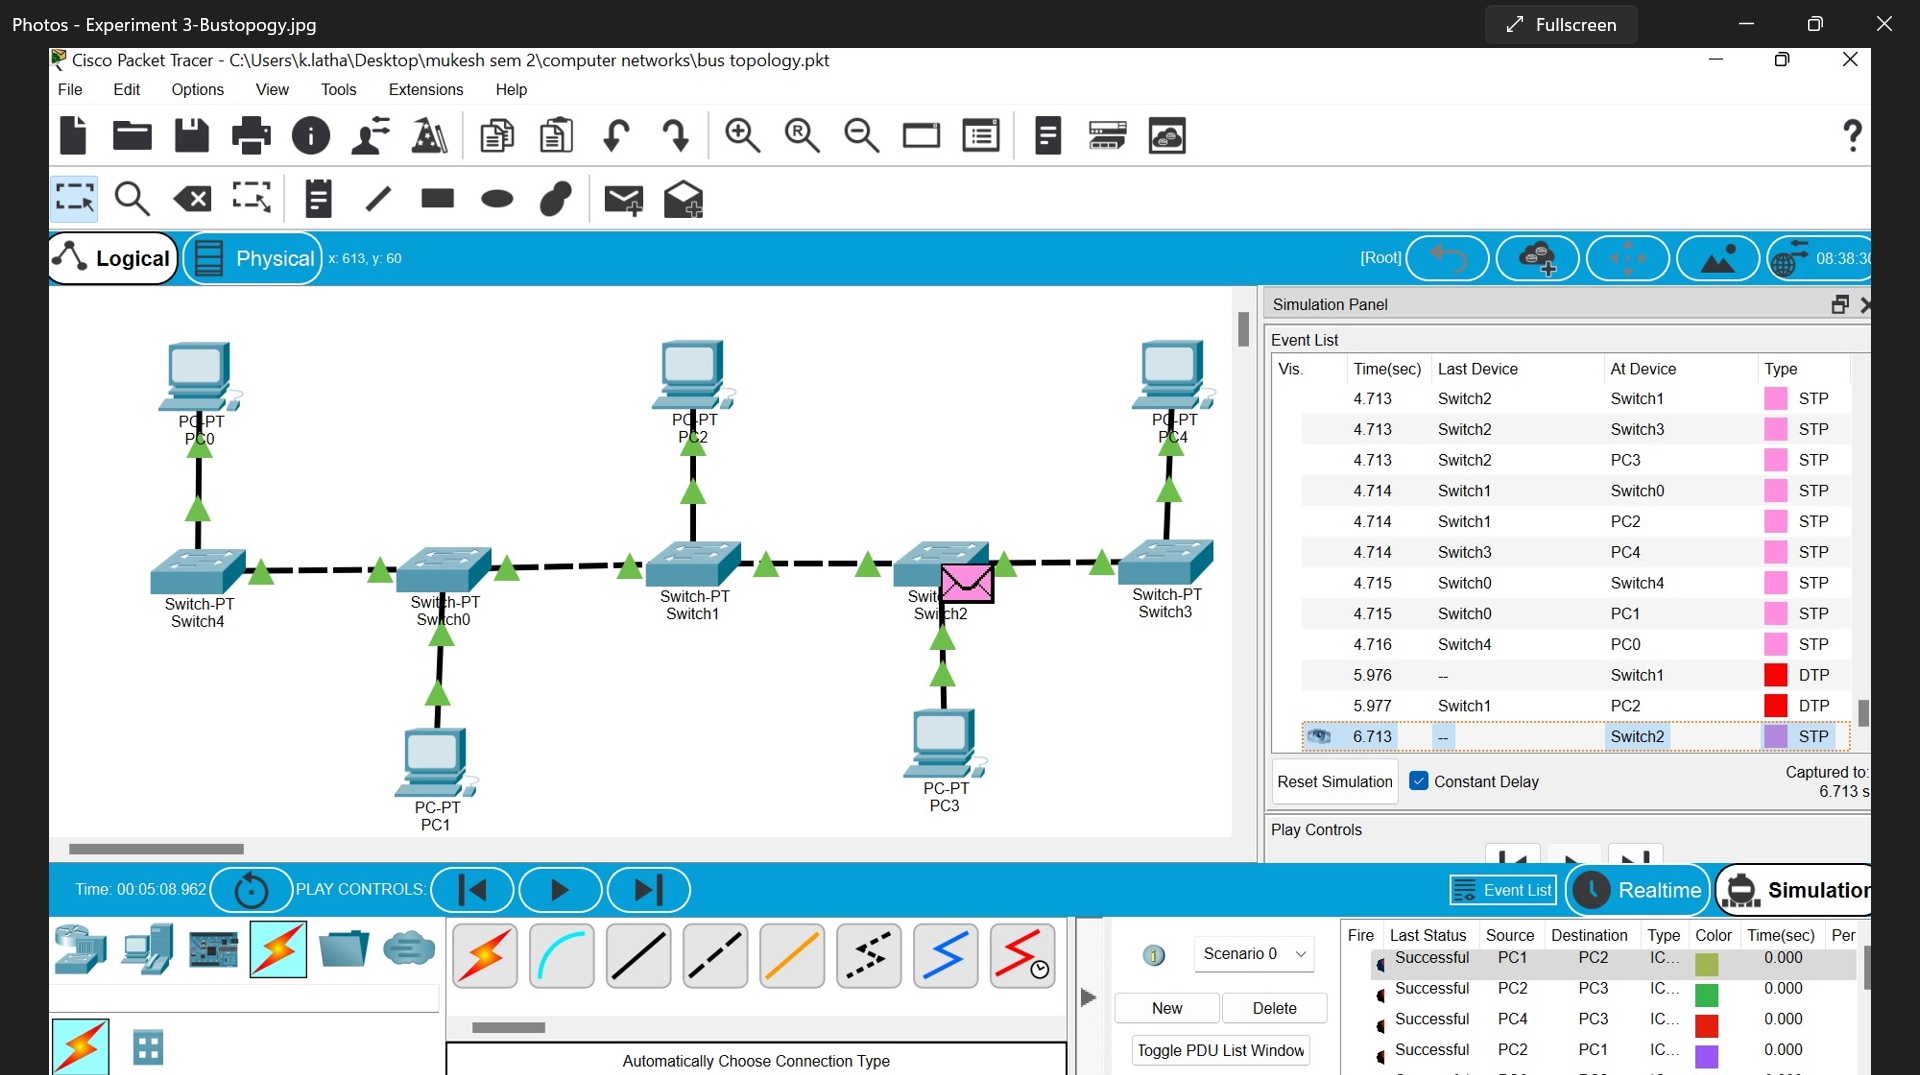 Photos - Experiment 3-Bustopogy.jpg
Fullscreen
Cisco Packet Tracer - C:\Users\k.latha\Desktop\mukesh sem 2\computer networks\bus topology.pkt
File Edit Options View Tools Extensions Help
Logical
Physical
x: 613, y: 60
[Root]
08:38:30
Simulation Panel
Event List
Vis. Time(sec) Last Device At Device Type
4.713 Switch2 Switch1 STP
4.713 Switch2 Switch3 STP
4.713 Switch2 PC3 STP
4.714 Switch1 Switch0 STP
4.714 Switch1 PC2 STP
4.714 Switch3 PC4 STP
4.715 Switch0 Switch4 STP
4.715 Switch0 PC1 STP
4.716 Switch4 PC0 STP
5.976 -- Switch1 DTP
5.977 Switch1 PC2 DTP
6.713 -- Switch2 STP
Reset Simulation
Constant Delay
Captured to:
6.713 s
Play Controls
PC-PT
PC0
PC-PT
PC2
PC-PT
PC4
Switch-PT
Switch4
Switch-PT
Switch0
Switch-PT
Switch1
Switch2
Switch-PT
Switch3
PC-PT
PC1
PC-PT
PC3
Time: 00:05:08.962
PLAY CONTROLS:
Event List
Realtime
Simulation
Scenario 0
New
Delete
Toggle PDU List Window
Automatically Choose Connection Type
Fire Last Status Source Destination Type Color Time(sec) Per
Successful PC1 PC2 IC... 0.000
Successful PC2 PC3 IC... 0.000
Successful PC4 PC3 IC... 0.000
Successful PC2 PC1 IC... 0.000